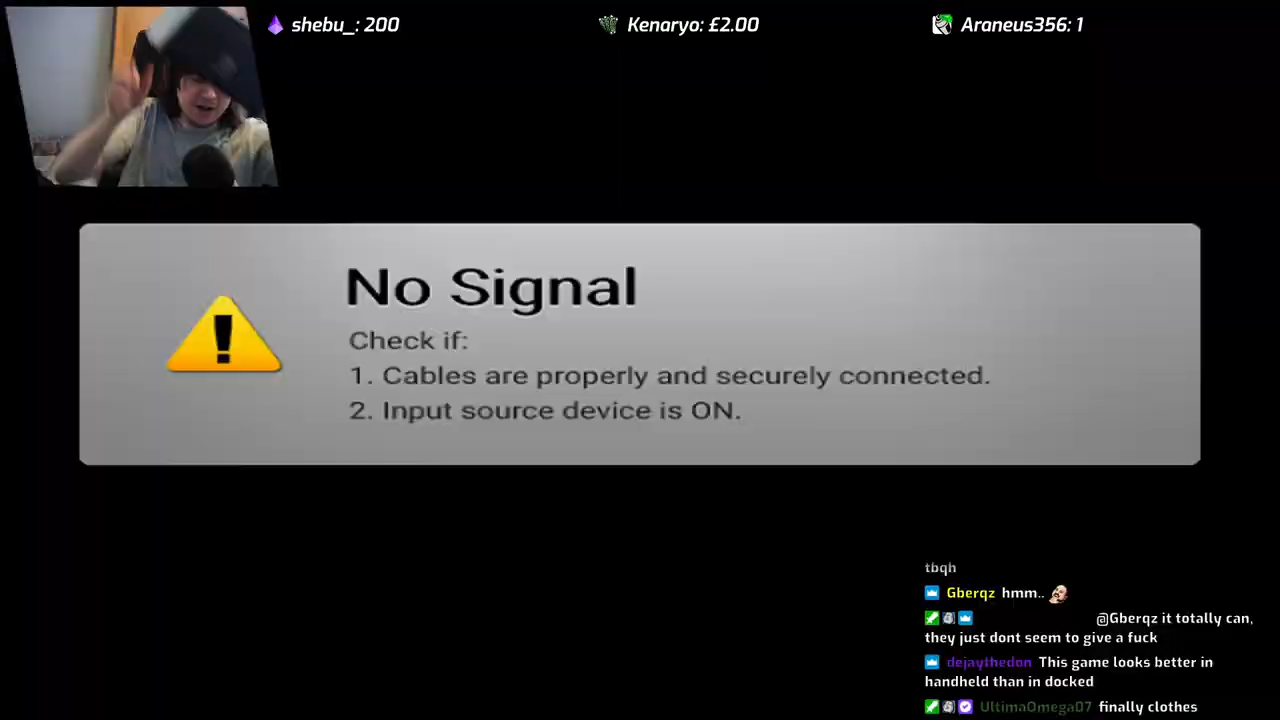 shebu_: 200
Kenaryo: £2.00
Araneus356: 1
No Signal
Check if:
1. Cables are properly and securely connected.
2. Input source device is ON.
tbqh
Gberqz hmm..
@Gberqz it totally can,
they just dont seem to give a fuck
dejaythedon This game looks better in
handheld than in docked
UltimaOmega07 finally clothes